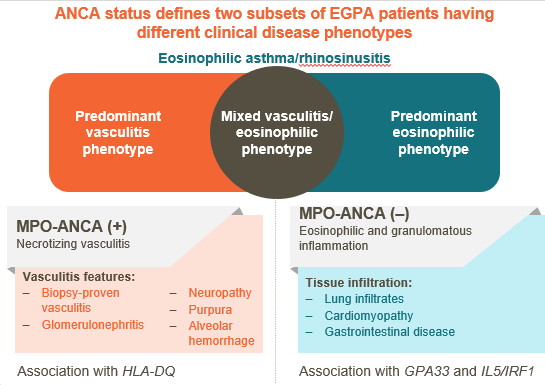 ANCA status defines two subsets of EGPA patients having
different clinical disease phenotypes
Eosinophilic asthma/rhinosinusitis
Predominant
vasculitis
phenotype
Mixed vasculitis/
eosinophilic
phenotype
Predominant
eosinophilic
phenotype
MPO-ANCA (+)
Necrotizing vasculitis
Vasculitis features:
– Biopsy-proven
vasculitis
– Glomerulonephritis
– Neuropathy
– Purpura
– Alveolar
hemorrhage
Association with HLA-DQ
MPO-ANCA (–)
Eosinophilic and granulomatous
inflammation
Tissue infiltration:
– Lung infiltrates
– Cardiomyopathy
– Gastrointestinal disease
Association with GPA33 and IL5/IRF1